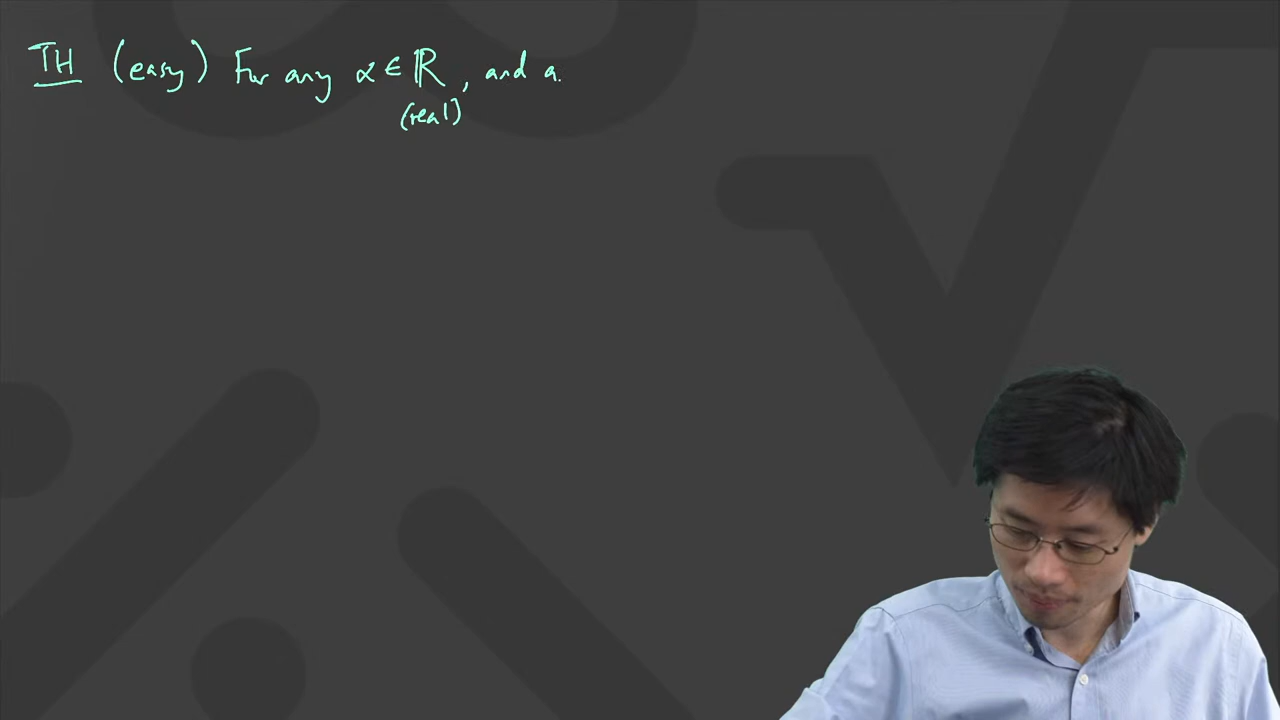 TH (easy) For any α ∈ ℝ, and a
(real)